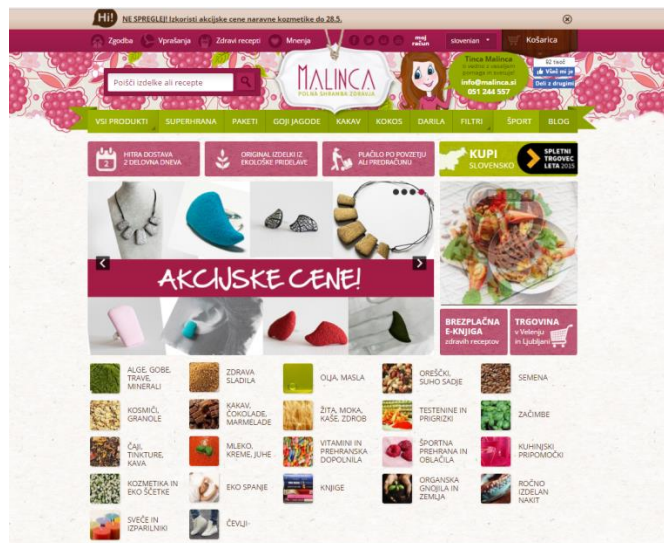 Hi!
NE SPREGLEJ! Izkoristi akcijske cene naravne kozmetike do 28.5.
Zgodba
Vprašanja
Zdravi recepti
Mnenja
moj
račun
slovenian
Košarica
Poišči izdelke ali recepte
MALINCA
POLNA SHRAMBA ZDRAVJA
Tinca Malinca
info@malinca.si
051 244 557
92 tisoč
Všeč mi je
Deli z drugimi
VSI PRODUKTI
SUPERHRANA
PAKETI
GOJI JAGODE
KAKAV
KOKOS
DARILA
FILTRI
ŠPORT
BLOG
2
HITRA DOSTAVA
2 DELOVNA DNEVA
ORIGINAL IZDELKI IZ
EKOLOŠKE PRIDELAVE
PLAČILO PO POVZETJU
ALI PREDRAČUNU
KUPI
SLOVENSKO
SPLETNI
TRGOVEC
LETA 2015
AKCIJSKE CENE!
BREZPLAČNA
E-KNJIGA
zdravih receptov
TRGOVINA
v Velenju
in Ljubljani
ALGE, GOBE,
TRAVE,
MINERALI
ZDRAVA
SLADILA
OLJA, MASLA
OREŠČKI,
SUHO SADJE
SEMENA
KOSMIČI,
GRANOLE
KAKAV,
ČOKOLADE,
MARMELADE
ŽITA, MOKA,
KAŠE, ZDROB
TESTENINE IN
PRIGRIZKI
ZAČIMBE
ČAJI,
TINKTURE,
KAVA
MLEKO,
KREME, JUHE
VITAMINI IN
PREHRANSKA
DOPOLNILA
ŠPORTNA
PREHRANA IN
OBLAČILA
KUHINJSKI
PRIPOMOČKI
KOZMETIKA IN
EKO ŠČETKE
EKO SPANJE
KNJIGE
ORGANSKA
GNOJILA IN
ZEMLJA
ROČNO
IZDELAN
NAKIT
SVEČE IN
IZPARILNIKI
ČEVLJI-